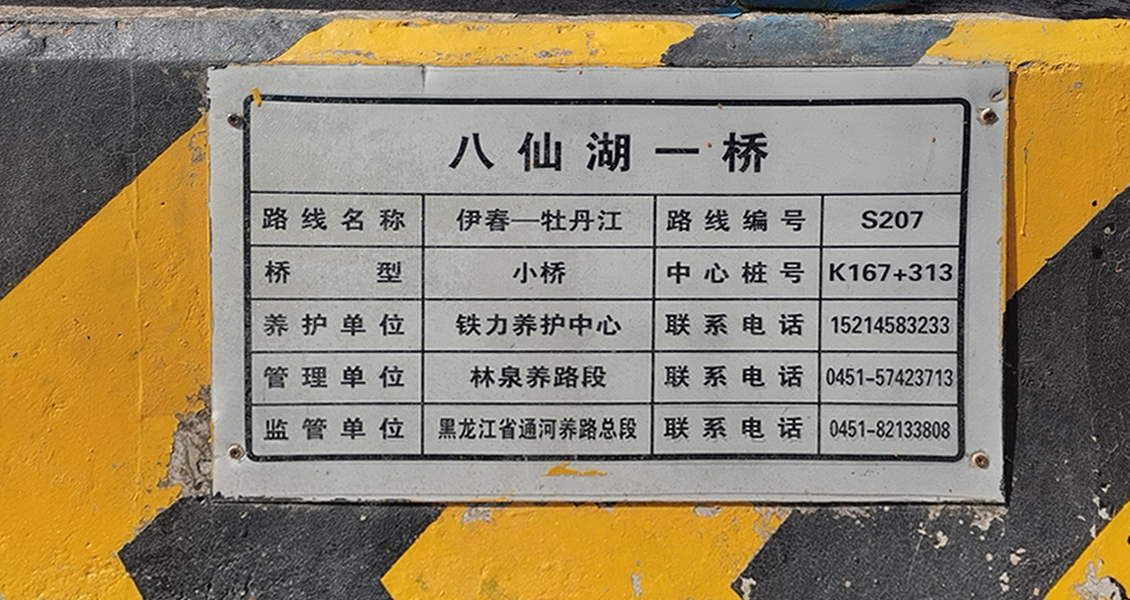 八仙湖一桥
路线名称 伊春—牡丹江 路线编号 S207
桥型 小桥 中心桩号 K167+313
养护单位 铁力养护中心 联系电话 15214583233
管理单位 林泉养路段 联系电话 0451-57423713
监管单位 黑龙江省通河养路总段 联系电话 0451-82133808